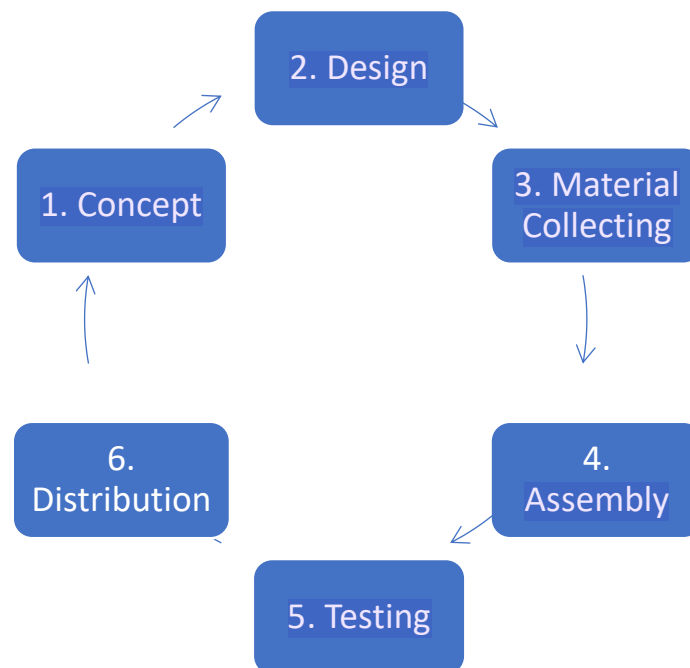 1. Concept
2. Design
3. Material
Collecting
4.
Assembly
5. Testing
6.
Distribution